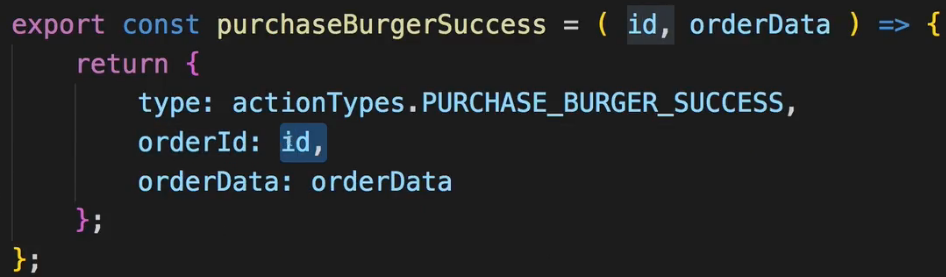 export const purchaseBurgerSuccess = ( id, orderData ) => {
return {
type: actionTypes.PURCHASE_BURGER_SUCCESS,
orderId: id,
orderData: orderData
};
};